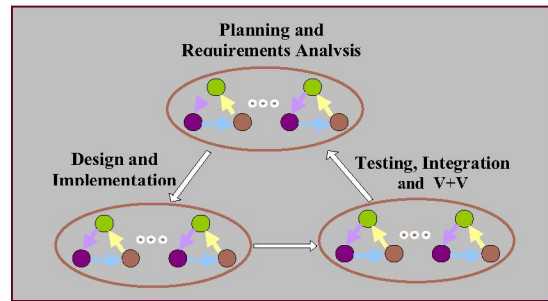 Planning and
Requirements Analysis
Design and
Implementation
Testing, Integration
and V+V